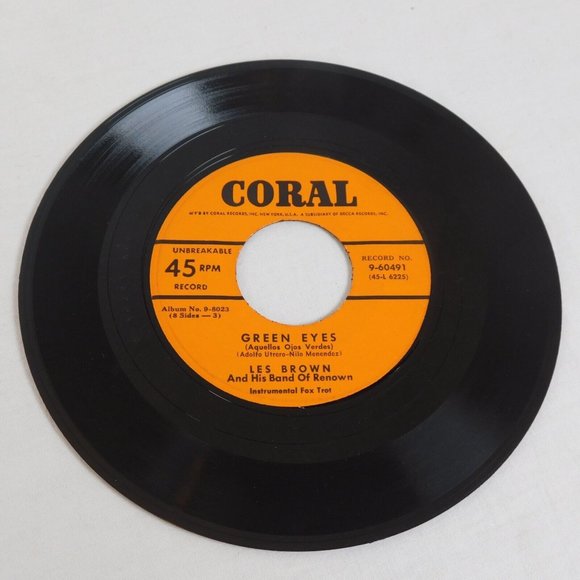 CORAL
MF'D BY CORAL RECORDS, INC. NEW YORK, U.S.A. A SUBSIDIARY OF DECCA RECORDS, INC.
UNBREAKABLE
45 RPM
RECORD
RECORD NO.
9-60491
(45-L 6225)
Album No. 9-8023
(8 Sides — 3)
GREEN EYES
(Aquellos Ojos Verdes)
(Adolfo Utrera-Nilo Menendez)
LES BROWN
And His Band Of Renown
Instrumental Fox Trot